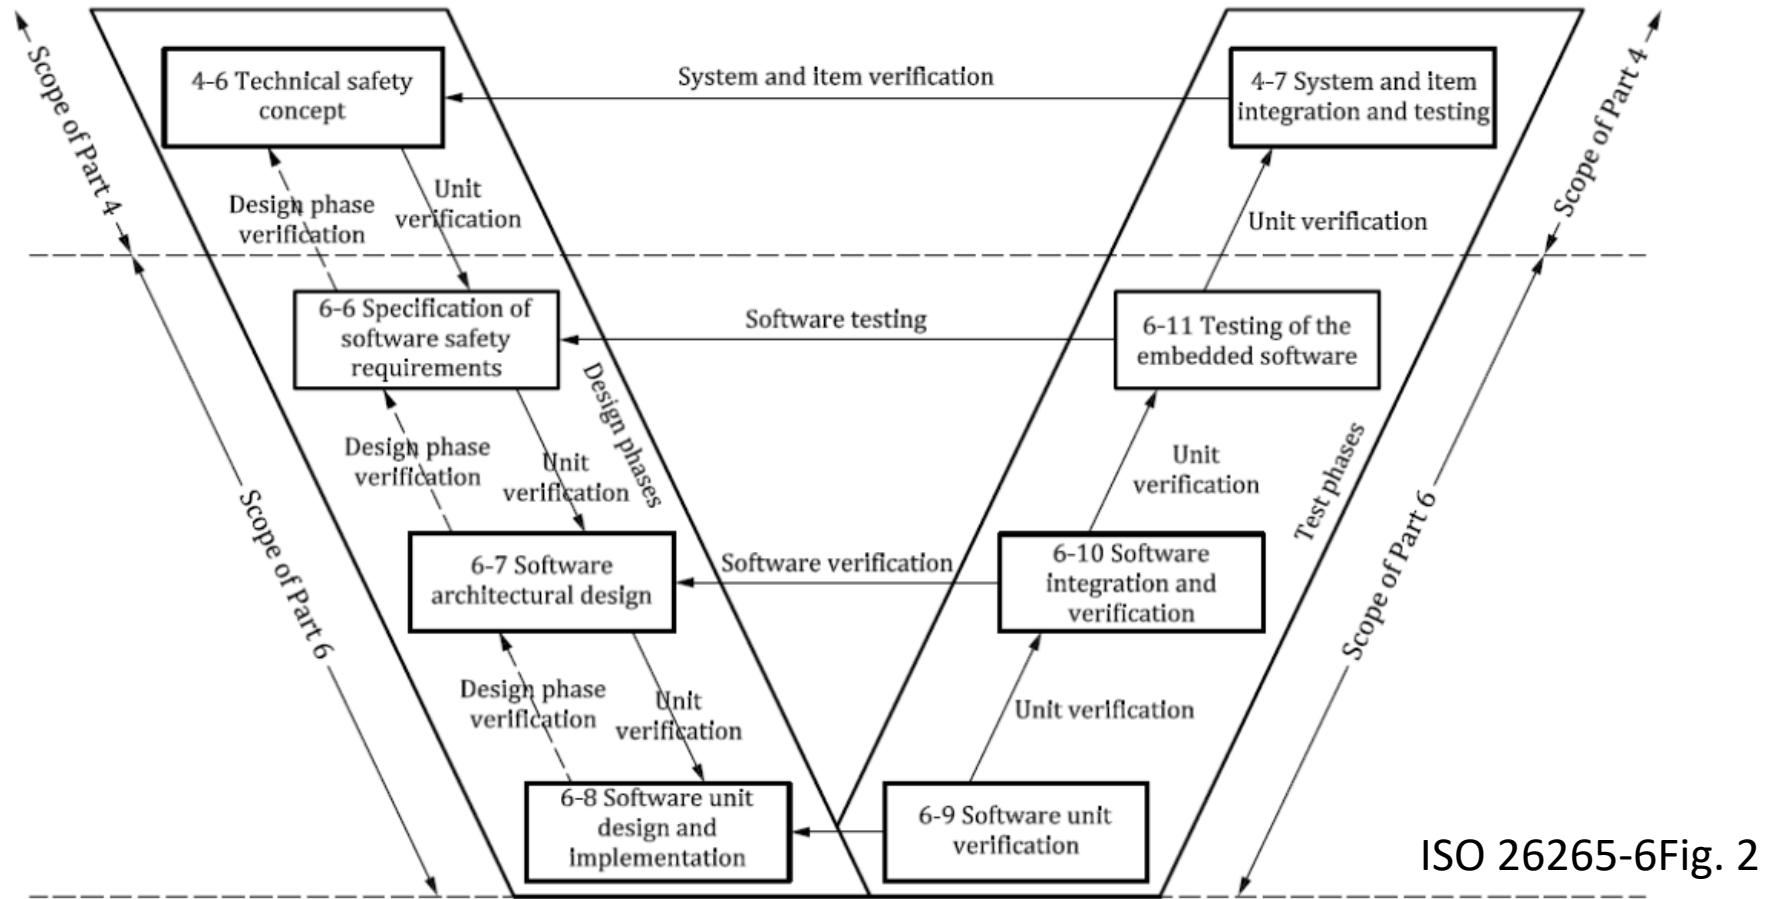 Scope of Part 4
4-6 Technical safety
concept
System and item verification
4-7 System and item
integration and testing
Scope of Part 4
Design phase
verification
Unit
verification
Unit verification
6-6 Specification of
software safety
requirements
Software testing
6-11 Testing of the
embedded software
Design phases
Design phase
verification
Unit
verification
Unit
verification
Test phases
Scope of Part 6
6-7 Software
architectural design
Software verification
6-10 Software
integration and
verification
Scope of Part 6
Design phase
verification
Unit
verification
Unit verification
6-8 Software unit
design and
implementation
6-9 Software unit
verification
ISO 26265-6Fig. 2